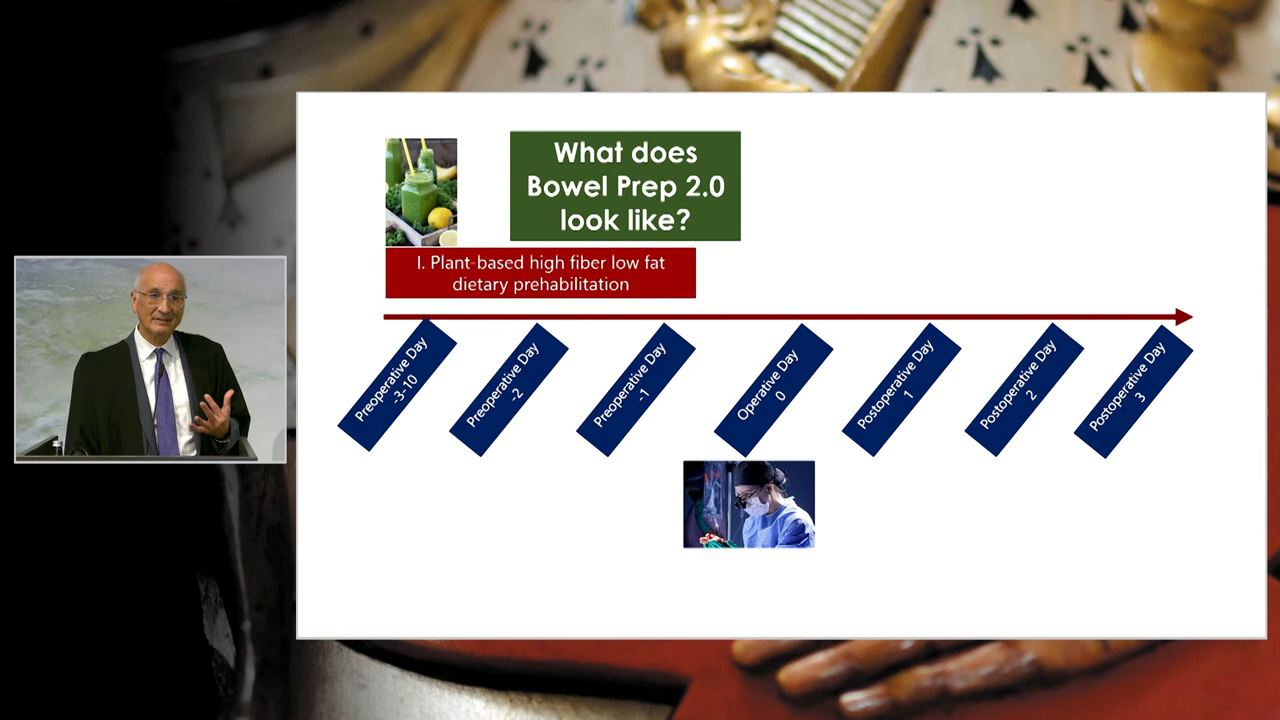 What does
Bowel Prep 2.0
look like?
I. Plant-based high fiber low fat
dietary prehabilitation
Preoperative Day
-3-10
Preoperative Day
-2
Preoperative Day
-1
Operative Day
0
Postoperative Day
1
Postoperative Day
2
Postoperative Day
3